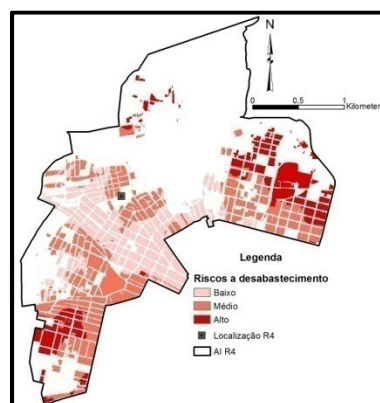 N
0 0,5 1
Kilometer
Legenda
Riscos a desabastecimento
Baixo
Médio
Alto
Localização R4
AI R4